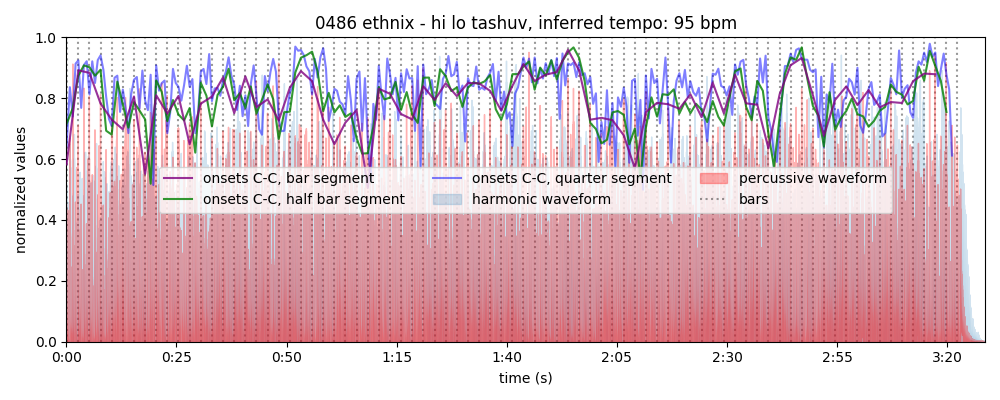 0486 ethnix - hi lo tashuv, inferred tempo: 95 bpm
normalized values
1.0
0.8
0.6
0.4
0.2
0.0
onsets C-C, bar segment
onsets C-C, half bar segment
onsets C-C, quarter segment
harmonic waveform
percussive waveform
bars
0:00 0:25 0:50 1:15 1:40 2:05 2:30 2:55 3:20
time (s)